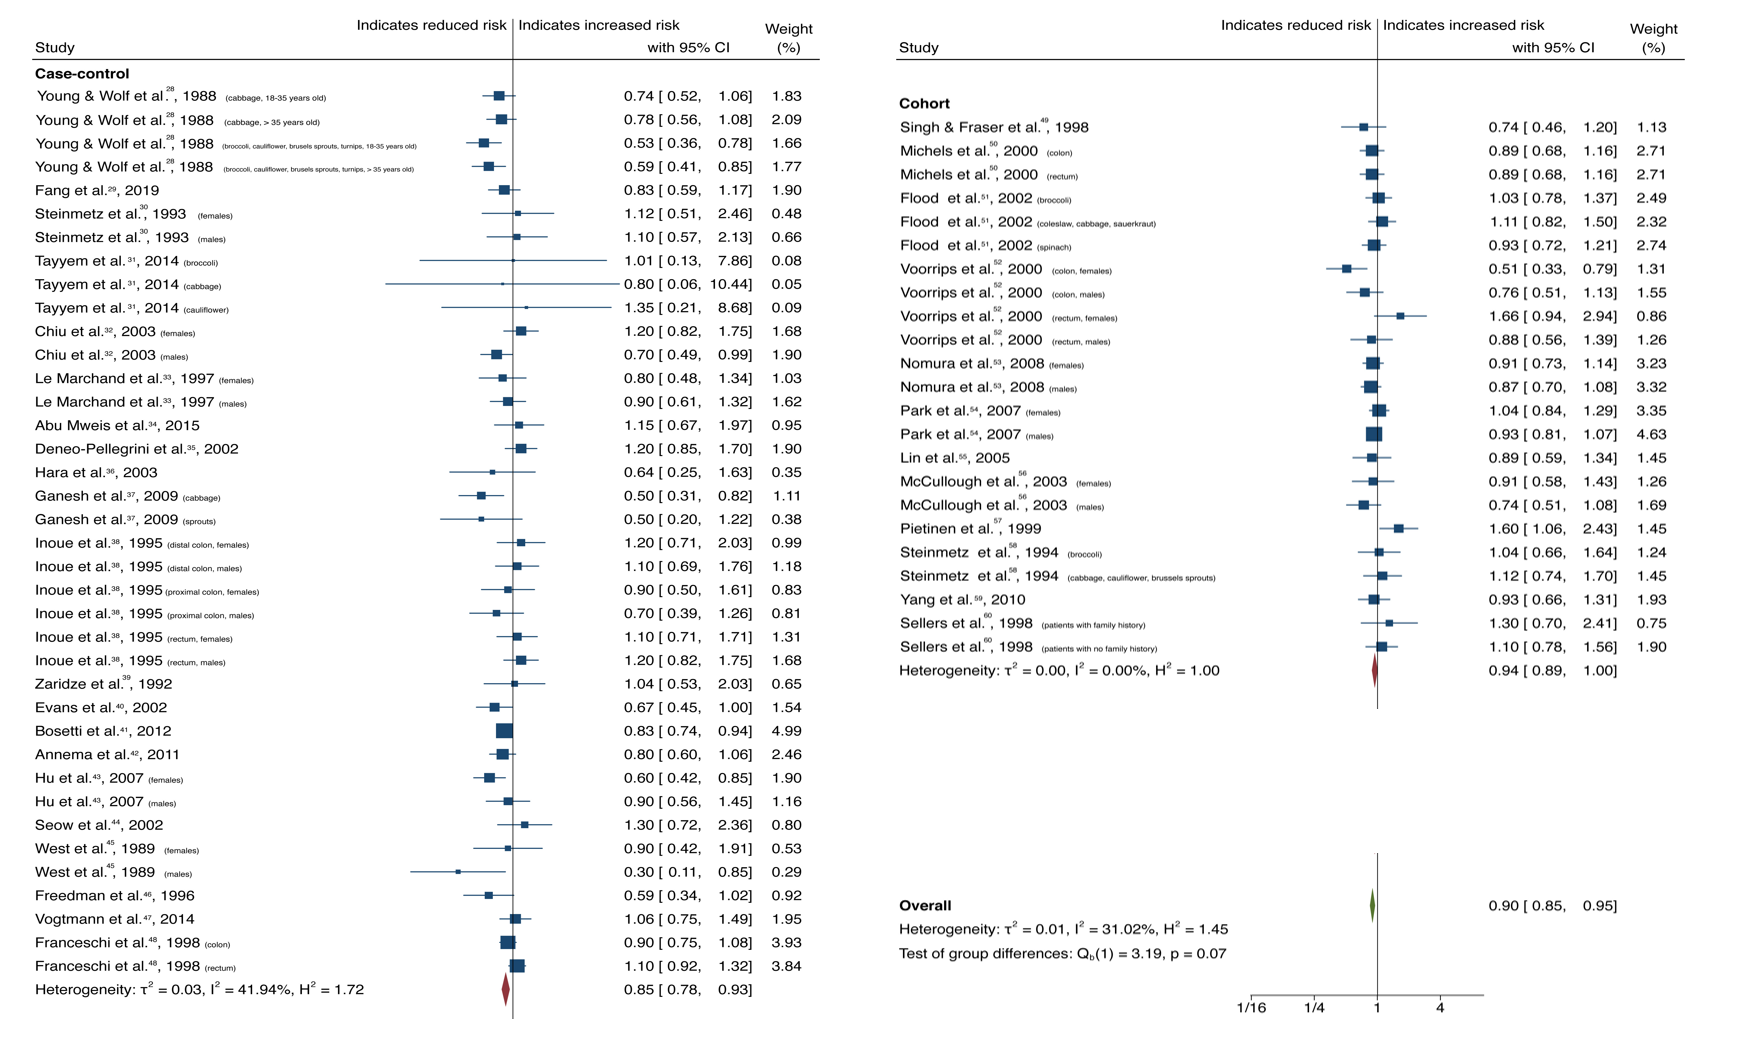 Indicates reduced risk Indicates increased risk Weight
Study with 95% CI (%)
Case-control
Young & Wolf et al.28, 1988 (cabbage, 18-35 years old) 0.74 [ 0.52, 1.06] 1.83
Young & Wolf et al.28, 1988 (cabbage, > 35 years old) 0.78 [ 0.56, 1.08] 2.09
Young & Wolf et al.28, 1988 (broccoli, cauliflower, brusels sprouts, turnips, 18-35 years old) 0.53 [ 0.36, 0.78] 1.66
Young & Wolf et al.28, 1988 (broccoli, cauliflower, brusels sprouts, turnips, > 35 years old) 0.59 [ 0.41, 0.85] 1.77
Fang et al.29, 2019 0.83 [ 0.59, 1.17] 1.90
Steinmetz et al.30, 1993 (females) 1.12 [ 0.51, 2.46] 0.48
Steinmetz et al.30, 1993 (males) 1.10 [ 0.57, 2.13] 0.66
Tayyem et al.31, 2014 (broccoli) 1.01 [ 0.13, 7.86] 0.08
Tayyem et al.31, 2014 (cabbage) 0.80 [ 0.06, 10.44] 0.05
Tayyem et al.31, 2014 (cauliflower) 1.35 [ 0.21, 8.68] 0.09
Chiu et al.32, 2003 (females) 1.20 [ 0.82, 1.75] 1.68
Chiu et al.32, 2003 (males) 0.70 [ 0.49, 0.99] 1.90
Le Marchand et al.33, 1997 (females) 0.80 [ 0.48, 1.34] 1.03
Le Marchand et al.33, 1997 (males) 0.90 [ 0.61, 1.32] 1.62
Abu Mweis et al.34, 2015 1.15 [ 0.67, 1.97] 0.95
Deneo-Pellegrini et al.35, 2002 1.20 [ 0.85, 1.70] 1.90
Hara et al.36, 2003 0.64 [ 0.25, 1.63] 0.35
Ganesh et al.37, 2009 (cabbage) 0.50 [ 0.31, 0.82] 1.11
Ganesh et al.37, 2009 (sprouts) 0.50 [ 0.20, 1.22] 0.38
Inoue et al.38, 1995 (distal colon, females) 1.20 [ 0.71, 2.03] 0.99
Inoue et al.38, 1995 (distal colon, males) 1.10 [ 0.69, 1.76] 1.18
Inoue et al.38, 1995 (proximal colon, females) 0.90 [ 0.50, 1.61] 0.83
Inoue et al.38, 1995 (proximal colon, males) 0.70 [ 0.39, 1.26] 0.81
Inoue et al.38, 1995 (rectum, females) 1.10 [ 0.71, 1.71] 1.31
Inoue et al.38, 1995 (rectum, males) 1.20 [ 0.82, 1.75] 1.68
Zaridze et al.39, 1992 1.04 [ 0.53, 2.03] 0.65
Evans et al.40, 2002 0.67 [ 0.45, 1.00] 1.54
Bosetti et al.41, 2012 0.83 [ 0.74, 0.94] 4.99
Annema et al.42, 2011 0.80 [ 0.60, 1.06] 2.46
Hu et al.43, 2007 (females) 0.60 [ 0.42, 0.85] 1.90
Hu et al.43, 2007 (males) 0.90 [ 0.56, 1.45] 1.16
Seow et al.44, 2002 1.30 [ 0.72, 2.36] 0.80
West et al.45, 1989 (females) 0.90 [ 0.42, 1.91] 0.53
West et al.45, 1989 (males) 0.30 [ 0.11, 0.85] 0.29
Freedman et al.46, 1996 0.59 [ 0.34, 1.02] 0.92
Vogtmann et al.47, 2014 1.06 [ 0.75, 1.49] 1.95
Franceschi et al.48, 1998 (colon) 0.90 [ 0.75, 1.08] 3.93
Franceschi et al.48, 1998 (rectum) 1.10 [ 0.92, 1.32] 3.84
Heterogeneity: τ2 = 0.03, I2 = 41.94%, H2 = 1.72 0.85 [ 0.78, 0.93]
Indicates reduced risk Indicates increased risk Weight
Study with 95% CI (%)
Cohort
Singh & Fraser et al.49, 1998 0.74 [ 0.46, 1.20] 1.13
Michels et al.50, 2000 (colon) 0.89 [ 0.68, 1.16] 2.71
Michels et al.50, 2000 (rectum) 0.89 [ 0.68, 1.16] 2.71
Flood et al.51, 2002 (broccoli) 1.03 [ 0.78, 1.37] 2.49
Flood et al.51, 2002 (coleslaw, cabbage, sauerkraut) 1.11 [ 0.82, 1.50] 2.32
Flood et al.51, 2002 (spinach) 0.93 [ 0.72, 1.21] 2.74
Voorrips et al.52, 2000 (colon, females) 0.51 [ 0.33, 0.79] 1.31
Voorrips et al.52, 2000 (colon, males) 0.76 [ 0.51, 1.13] 1.55
Voorrips et al.52, 2000 (rectum, females) 1.66 [ 0.94, 2.94] 0.86
Voorrips et al.52, 2000 (rectum, males) 0.88 [ 0.56, 1.39] 1.26
Nomura et al.53, 2008 (females) 0.91 [ 0.73, 1.14] 3.23
Nomura et al.53, 2008 (males) 0.87 [ 0.70, 1.08] 3.32
Park et al.54, 2007 (females) 1.04 [ 0.84, 1.29] 3.35
Park et al.54, 2007 (males) 0.93 [ 0.81, 1.07] 4.63
Lin et al.55, 2005 0.89 [ 0.59, 1.34] 1.45
McCullough et al.56, 2003 (females) 0.91 [ 0.58, 1.43] 1.26
McCullough et al.56, 2003 (males) 0.74 [ 0.51, 1.08] 1.69
Pietinen et al.57, 1999 1.60 [ 1.06, 2.43] 1.45
Steinmetz et al.58, 1994 (broccoli) 1.04 [ 0.66, 1.64] 1.24
Steinmetz et al.58, 1994 (cabbage, cauliflower, brussels sprouts) 1.12 [ 0.74, 1.70] 1.45
Yang et al.59, 2010 0.93 [ 0.66, 1.31] 1.93
Sellers et al.60, 1998 (patients with family history) 1.30 [ 0.70, 2.41] 0.75
Sellers et al.60, 1998 (patients with no family history) 1.10 [ 0.78, 1.56] 1.90
Heterogeneity: τ2 = 0.00, I2 = 0.00%, H2 = 1.00 0.94 [ 0.89, 1.00]
Overall 0.90 [ 0.85, 0.95]
Heterogeneity: τ2 = 0.01, I2 = 31.02%, H2 = 1.45
Test of group differences: Qb(1) = 3.19, p = 0.07
1/16 1/4 1 4